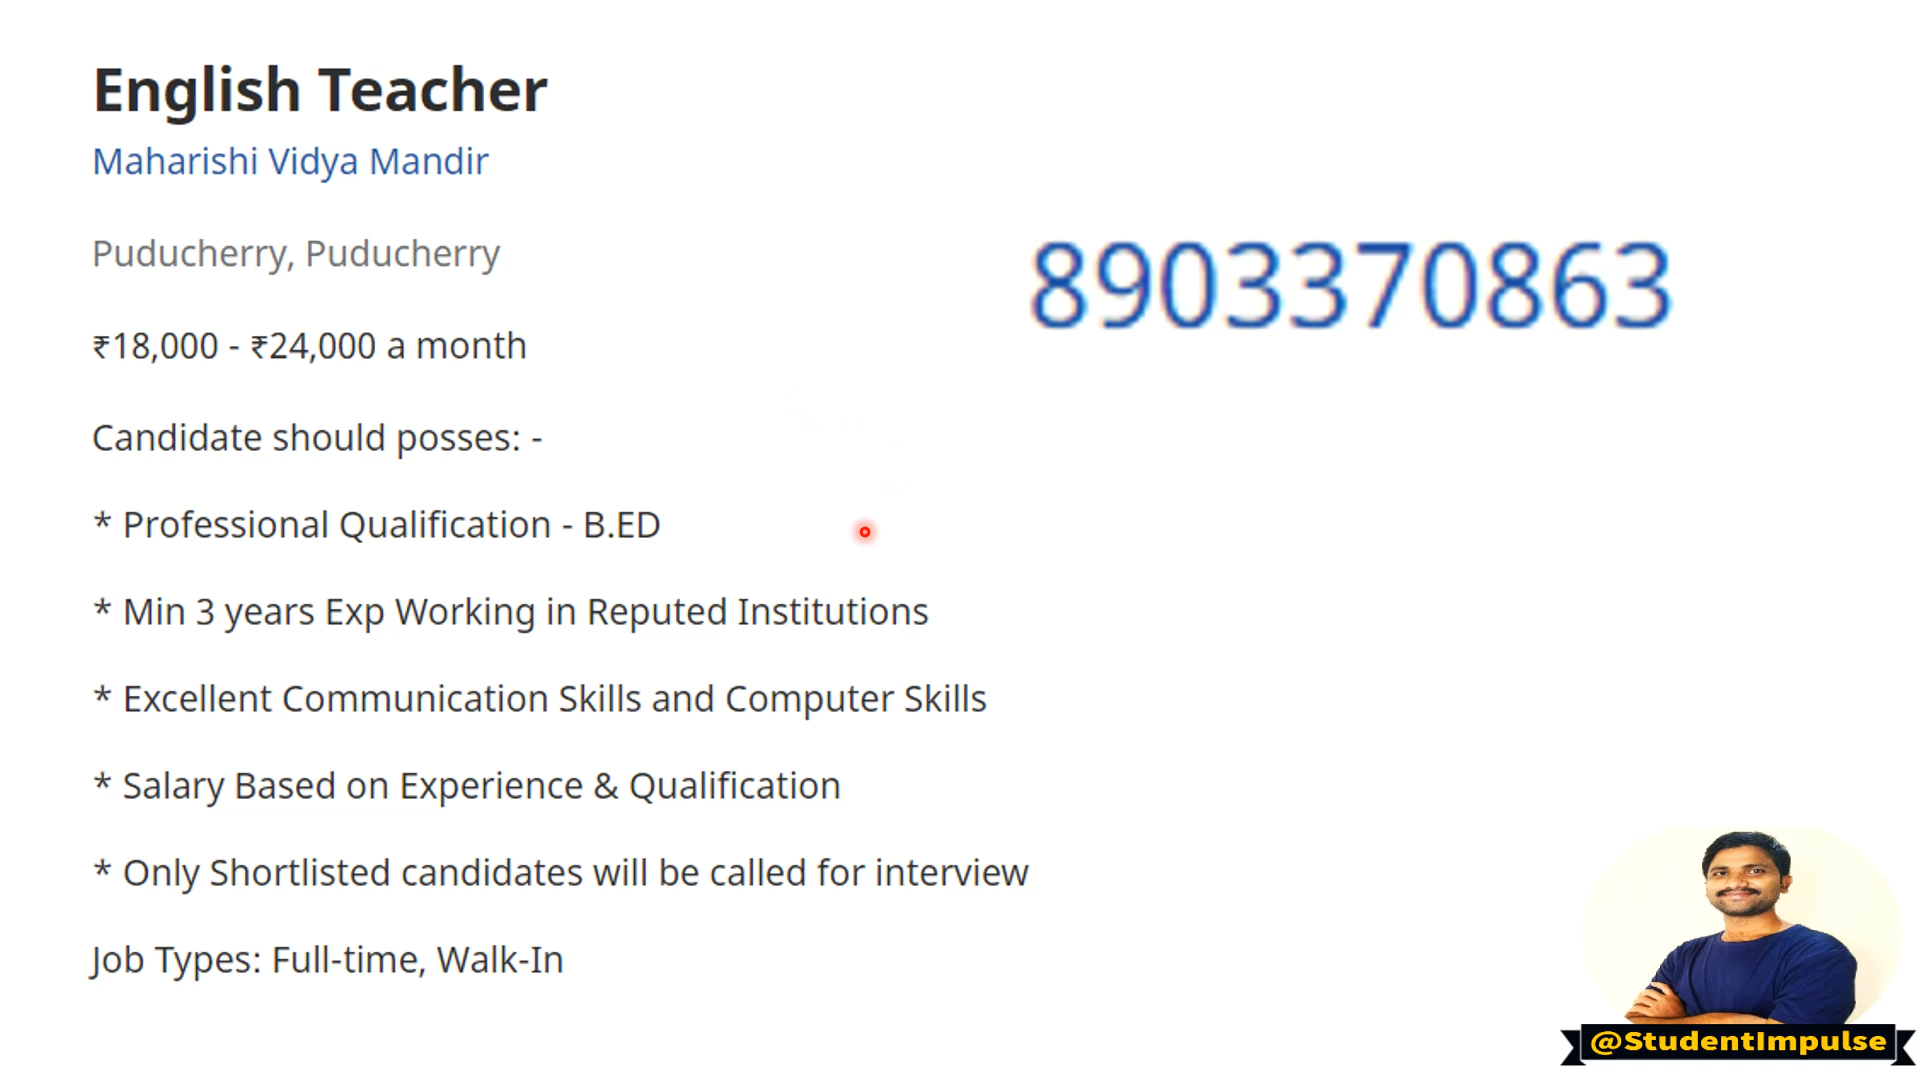 English Teacher
Maharishi Vidya Mandir
Puducherry, Puducherry
8903370863
₹18,000 - ₹24,000 a month
Candidate should posses: -
* Professional Qualification - B.ED
* Min 3 years Exp Working in Reputed Institutions
* Excellent Communication Skills and Computer Skills
* Salary Based on Experience & Qualification
* Only Shortlisted candidates will be called for interview
Job Types: Full-time, Walk-In
@StudentImpulse